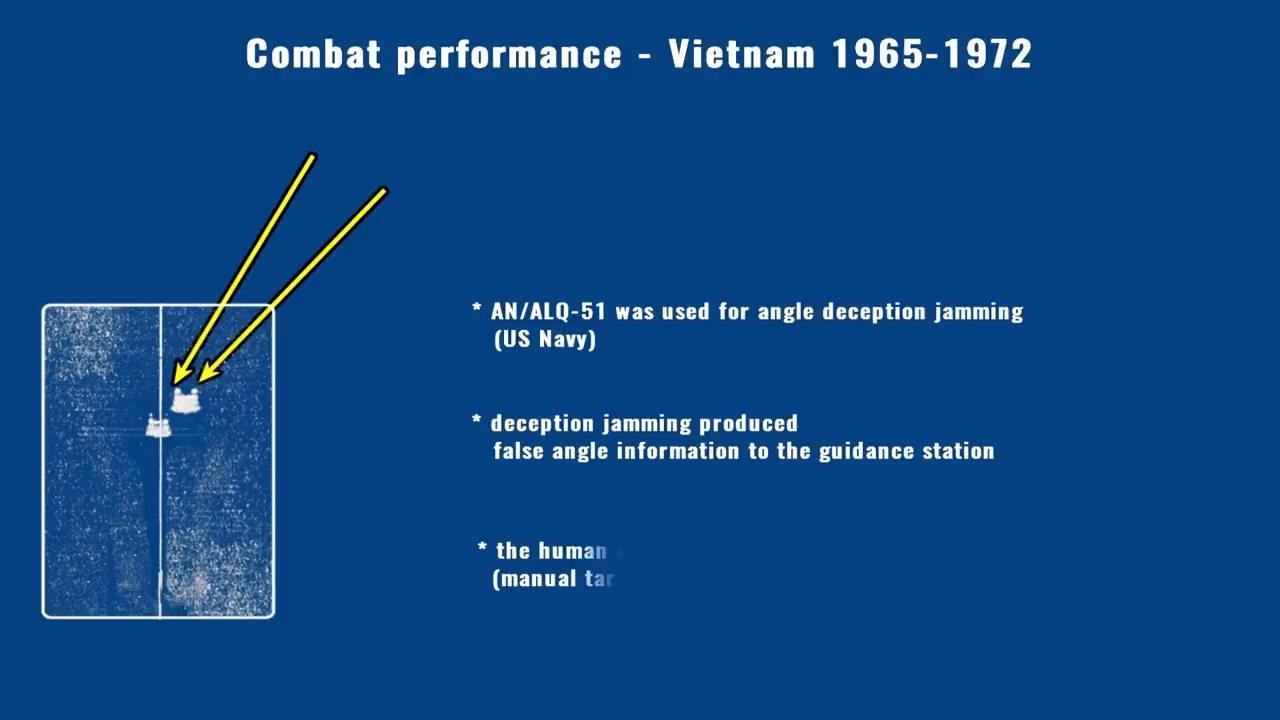 Combat performance - Vietnam 1965-1972
* AN/ALQ-51 was used for angle deception jamming
(US Navy)
* deception jamming produced
false angle information to the guidance station
* the human
(manual